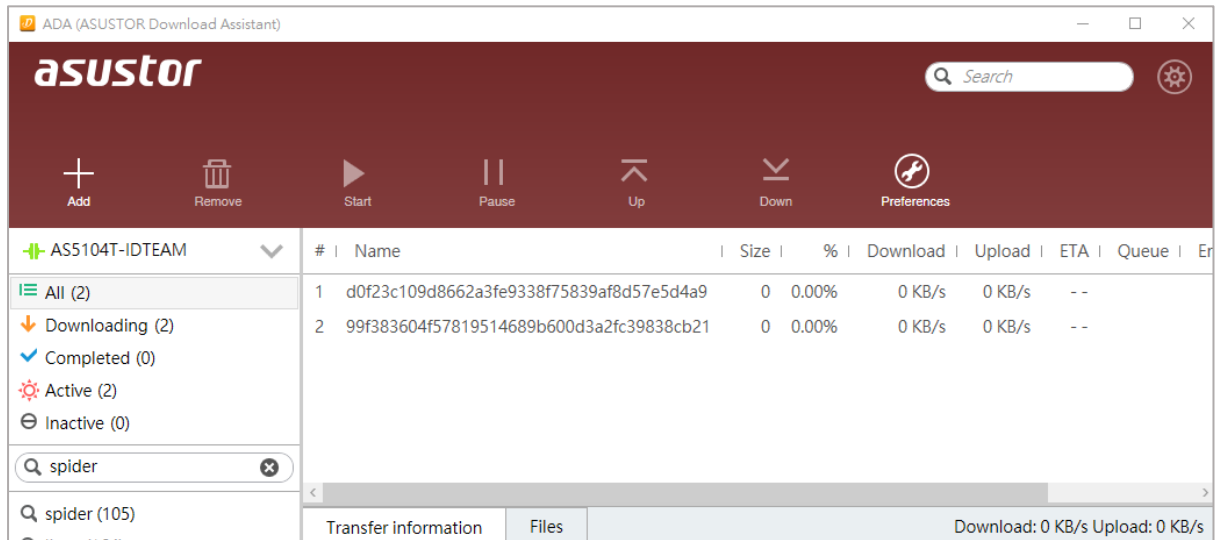 ADA (ASUSTOR Download Assistant)
asustor
Search
Add Remove Start Pause Up Down Preferences
AS5104T-IDTEAM
# Name Size % Download Upload ETA Queue Er
All (2)
1 d0f23c109d8662a3fe9338f75839af8d57e5d4a9 0 0.00% 0 KB/s 0 KB/s - -
Downloading (2)
2 99f383604f57819514689b600d3a2fc39838cb21 0 0.00% 0 KB/s 0 KB/s - -
Completed (0)
Active (2)
Inactive (0)
spider
spider (105)
Transfer information Files Download: 0 KB/s Upload: 0 KB/s